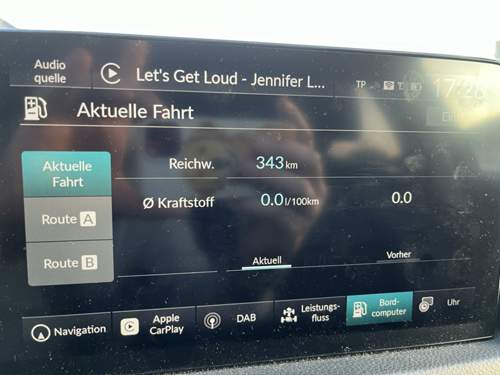 Audio
quelle
Let's Get Loud - Jennifer L...
TP
Aktuelle Fahrt
Aktuelle
Fahrt
Reichw. 343 km
Route A
Ø Kraftstoff 0.0 l/100km 0.0
Route B
Aktuell Vorher
Navigation
Apple
CarPlay
DAB
Leistungs-
fluss
Bord-
computer
Uhr